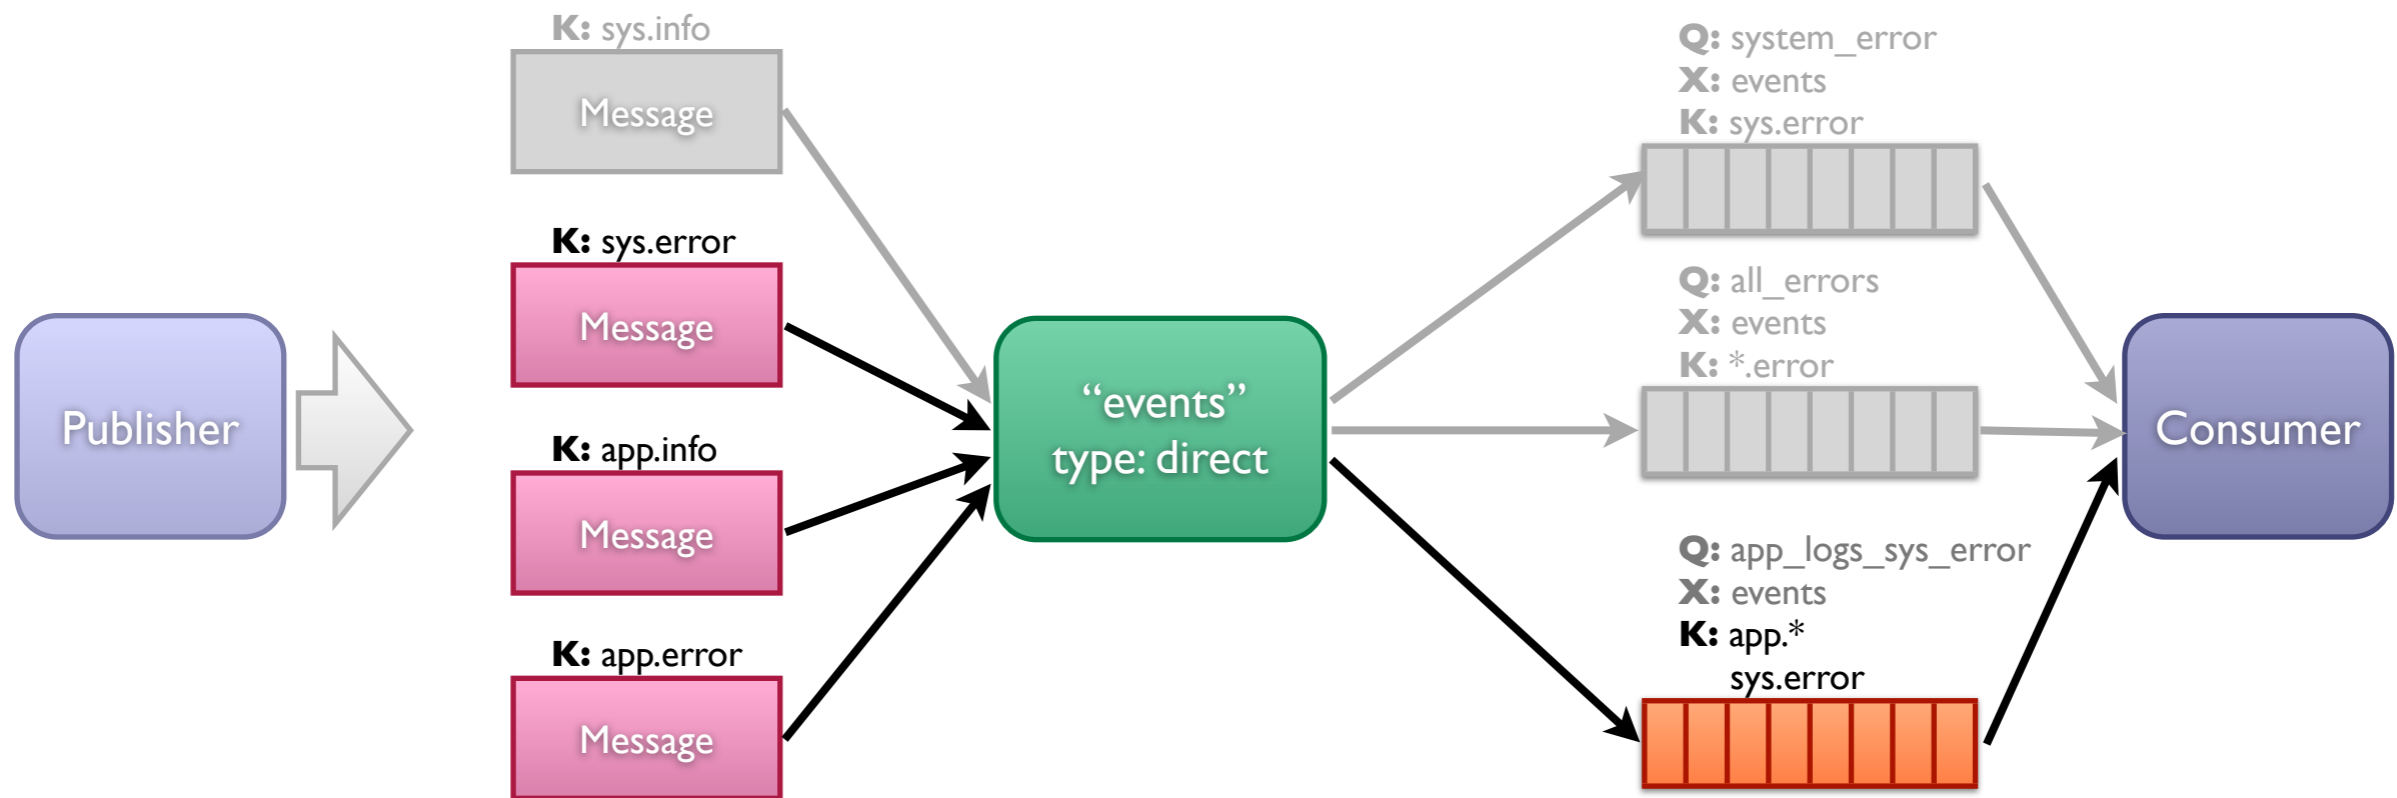 K: sys.info
Message
K: sys.error
Message
K: app.info
Message
K: app.error
Message
Publisher
“events”
type: direct
Q: system_error
X: events
K: sys.error
Q: all_errors
X: events
K: *.error
Q: app_logs_sys_error
X: events
K: app.*
sys.error
Consumer